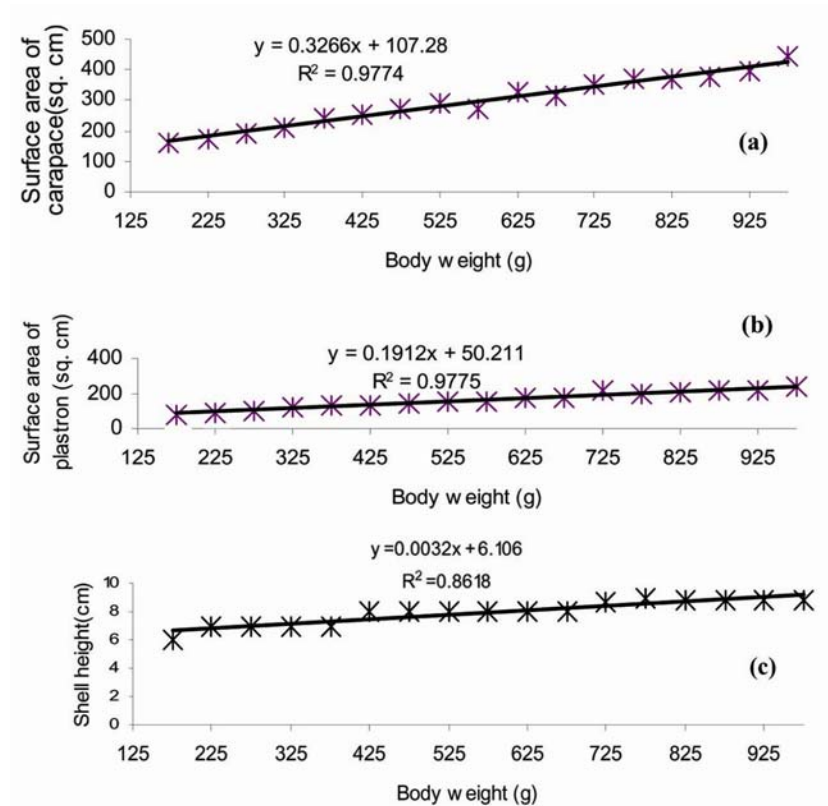 y = 0.3266x + 107.28
R² = 0.9774
Surface area of
carapace(sq. cm)
500
400
300
200
100
0
(a)
125 225 325 425 525 625 725 825 925
Body weight (g)
(b)
y = 0.1912x + 50.211
R² = 0.9775
Surface area of
plastron (sq. cm)
400
200
0
125 225 325 425 525 625 725 825 925
Body weight (g)
y=0.0032x+6.106
R²=0.8618
Shell height(cm)
10
8
6
4
2
0
(c)
125 225 325 425 525 625 725 825 925
Body weight (g)